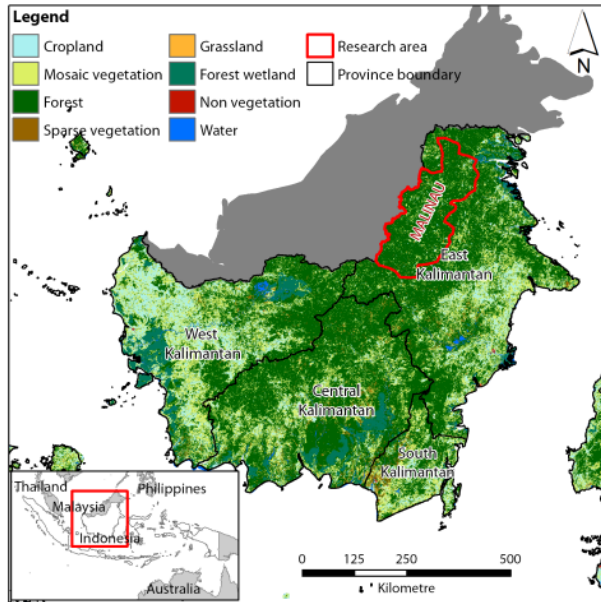 Legend
Cropland
Mosaic vegetation
Forest
Sparse vegetation
Grassland
Forest wetland
Non vegetation
Water
Research area
Province boundary
N
MALINAU
East
Kalimantan
West
Kalimantan
Central
Kalimantan
South
Kalimantan
Thailand
Philippines
Malaysia
Indonesia
Australia
0 125 250 500
Kilometre